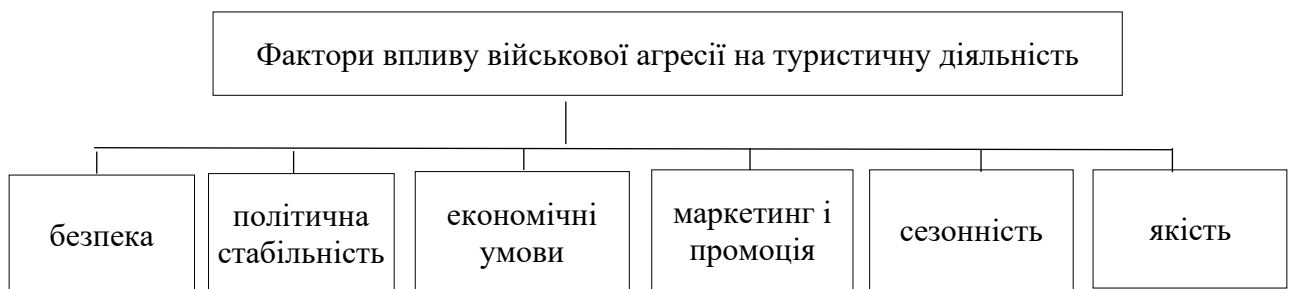 Фактори впливу військової агресії на туристичну діяльність
безпека
політична
стабільність
економічні
умови
маркетинг і
промоція
сезонність
якість